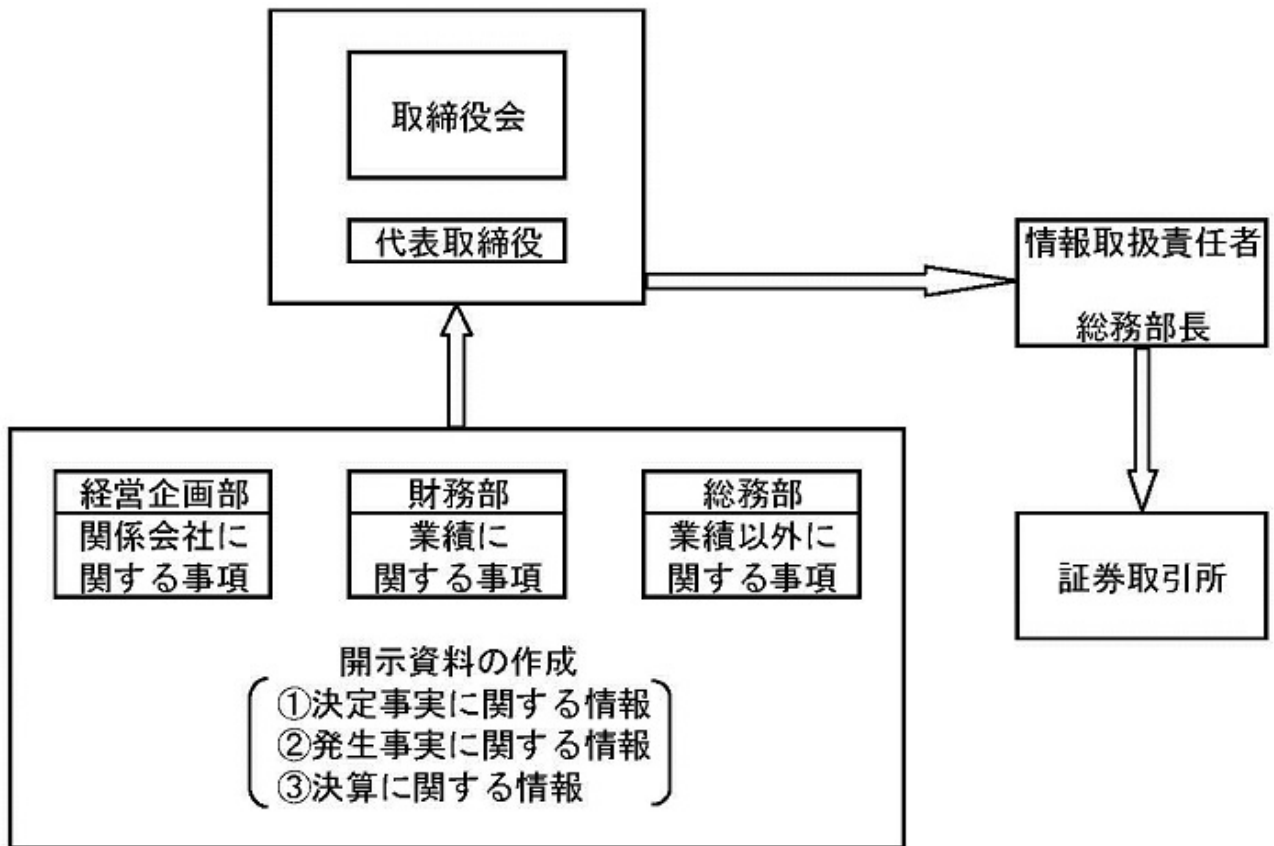 取締役会
代表取締役
情報取扱責任者
総務部長
証券取引所
経営企画部
関係会社に
関する事項
財務部
業績に
関する事項
総務部
業績以外に
関する事項
開示資料の作成
①決定事実に関する情報
②発生事実に関する情報
③決算に関する情報